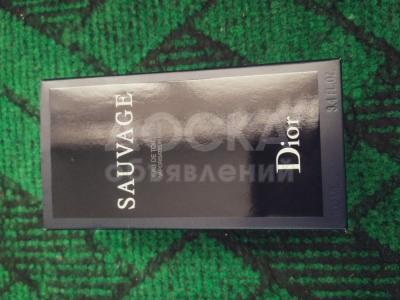 SAUVAGE
EAU DE TOILETTE
Dior
3.4 FL.OZ.
ДОСКА
объявлений